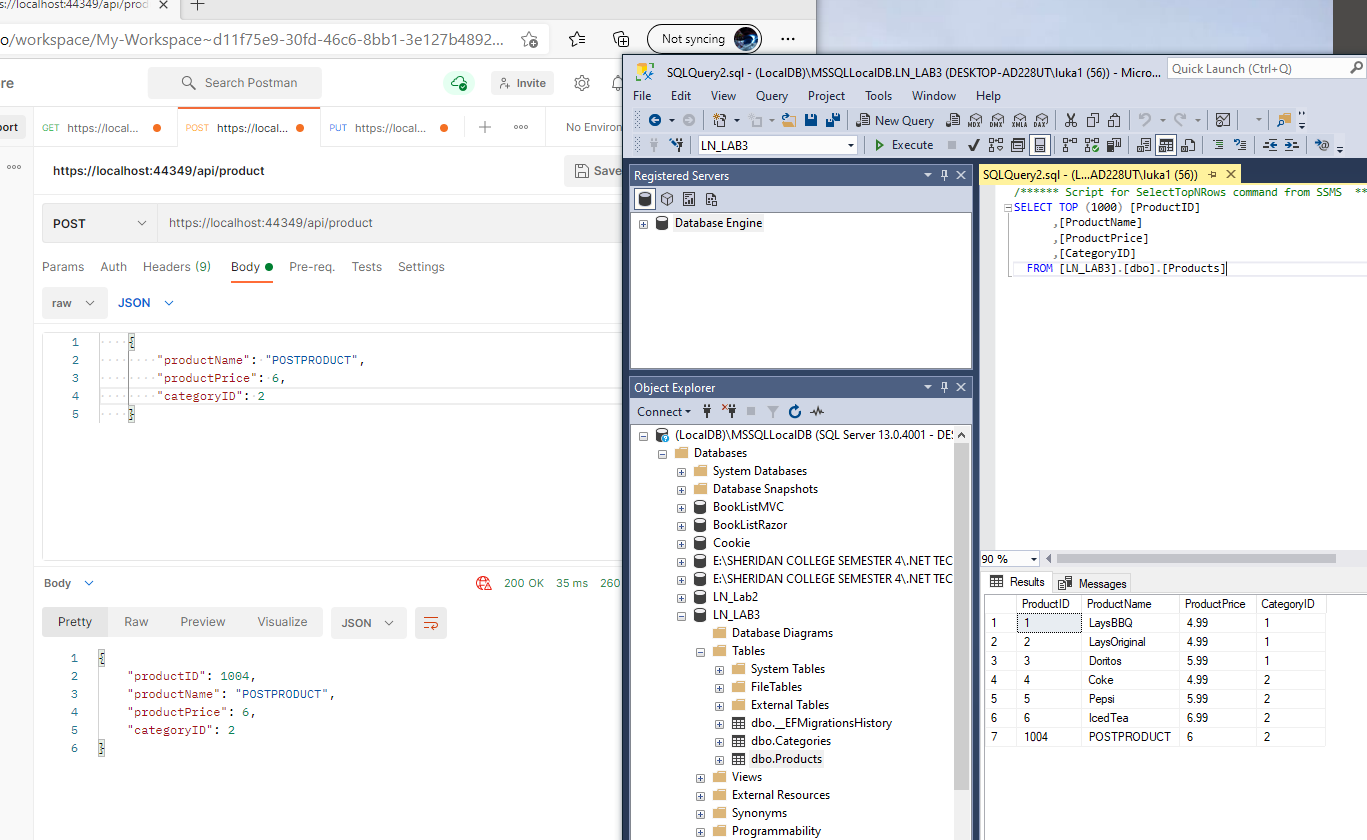 s://localhost:44349/api/prod
o/workspace/My-Workspace~d11f75e9-30fd-46c6-8bb1-3e127b4892...
Not syncing
re
Search Postman
Invite
port
GET https://local...
POST https://locall...
PUT https://local...
No Environ
https://localhost:44349/api/product
Save
POST
https://localhost:44349/api/product
Params Auth Headers (9) Body Pre-req. Tests Settings
raw JSON
1 {
2 "productName": "POSTPRODUCT",
3 "productPrice": 6,
4 "categoryID": 2
5 }
Body
200 OK 35 ms 260
Pretty Raw Preview Visualize JSON
1 {
2 "productID": 1004,
3 "productName": "POSTPRODUCT",
4 "productPrice": 6,
5 "categoryID": 2
6 }
SQLQuery2.sql - (LocalDB)\MSSQLLocalDB.LN_LAB3 (DESKTOP-AD228UT\luka1 (56)) - Micro...
Quick Launch (Ctrl+Q)
File Edit View Query Project Tools Window Help
New Query
MDX DMX XMLA DAX
LN_LAB3
Execute
Registered Servers
Database Engine
Object Explorer
Connect
(LocalDB)\MSSQLLocalDB (SQL Server 13.0.4001 - DES
Databases
System Databases
Database Snapshots
BookListMVC
BookListRazor
Cookie
E:\SHERIDAN COLLEGE SEMESTER 4\.NET TEC
E:\SHERIDAN COLLEGE SEMESTER 4\.NET TEC
LN_Lab2
LN_LAB3
Database Diagrams
Tables
System Tables
FileTables
External Tables
dbo.__EFMigrationsHistory
dbo.Categories
dbo.Products
Views
External Resources
Synonyms
Programmability
SQLQuery2.sql - (L...AD228UT\luka1 (56))
/****** Script for SelectTopNRows command from SSMS **
SELECT TOP (1000) [ProductID]
,[ProductName]
,[ProductPrice]
,[CategoryID]
FROM [LN_LAB3].[dbo].[Products]
90 %
Results Messages
ProductID ProductName ProductPrice CategoryID
1 1 LaysBBQ 4.99 1
2 2 LaysOriginal 4.99 1
3 3 Doritos 5.99 1
4 4 Coke 4.99 2
5 5 Pepsi 5.99 2
6 6 IcedTea 6.99 2
7 1004 POSTPRODUCT 6 2